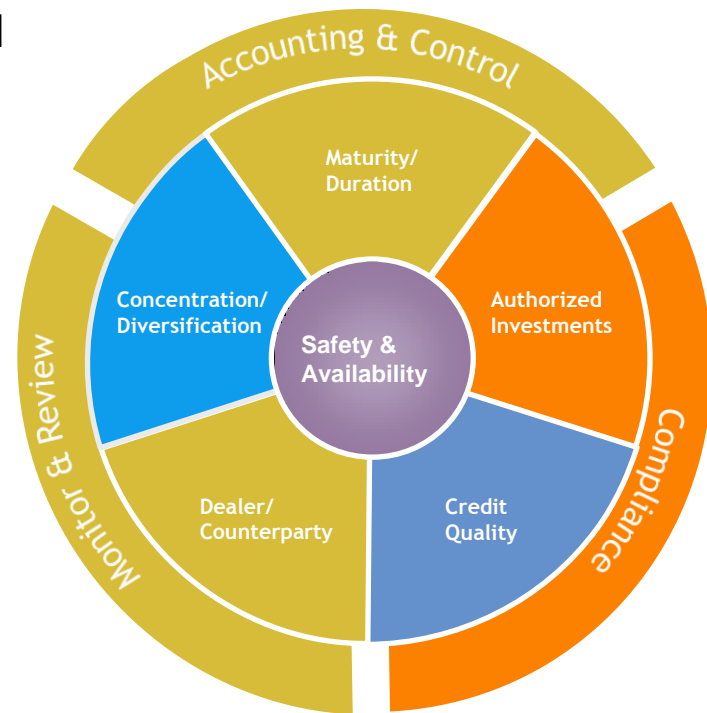 Accounting & Control
Maturity/
Duration
Concentration/
Diversification
Authorized
Investments
Safety &
Availability
Monitor & Review
Compliance
Dealer/
Counterparty
Credit
Quality